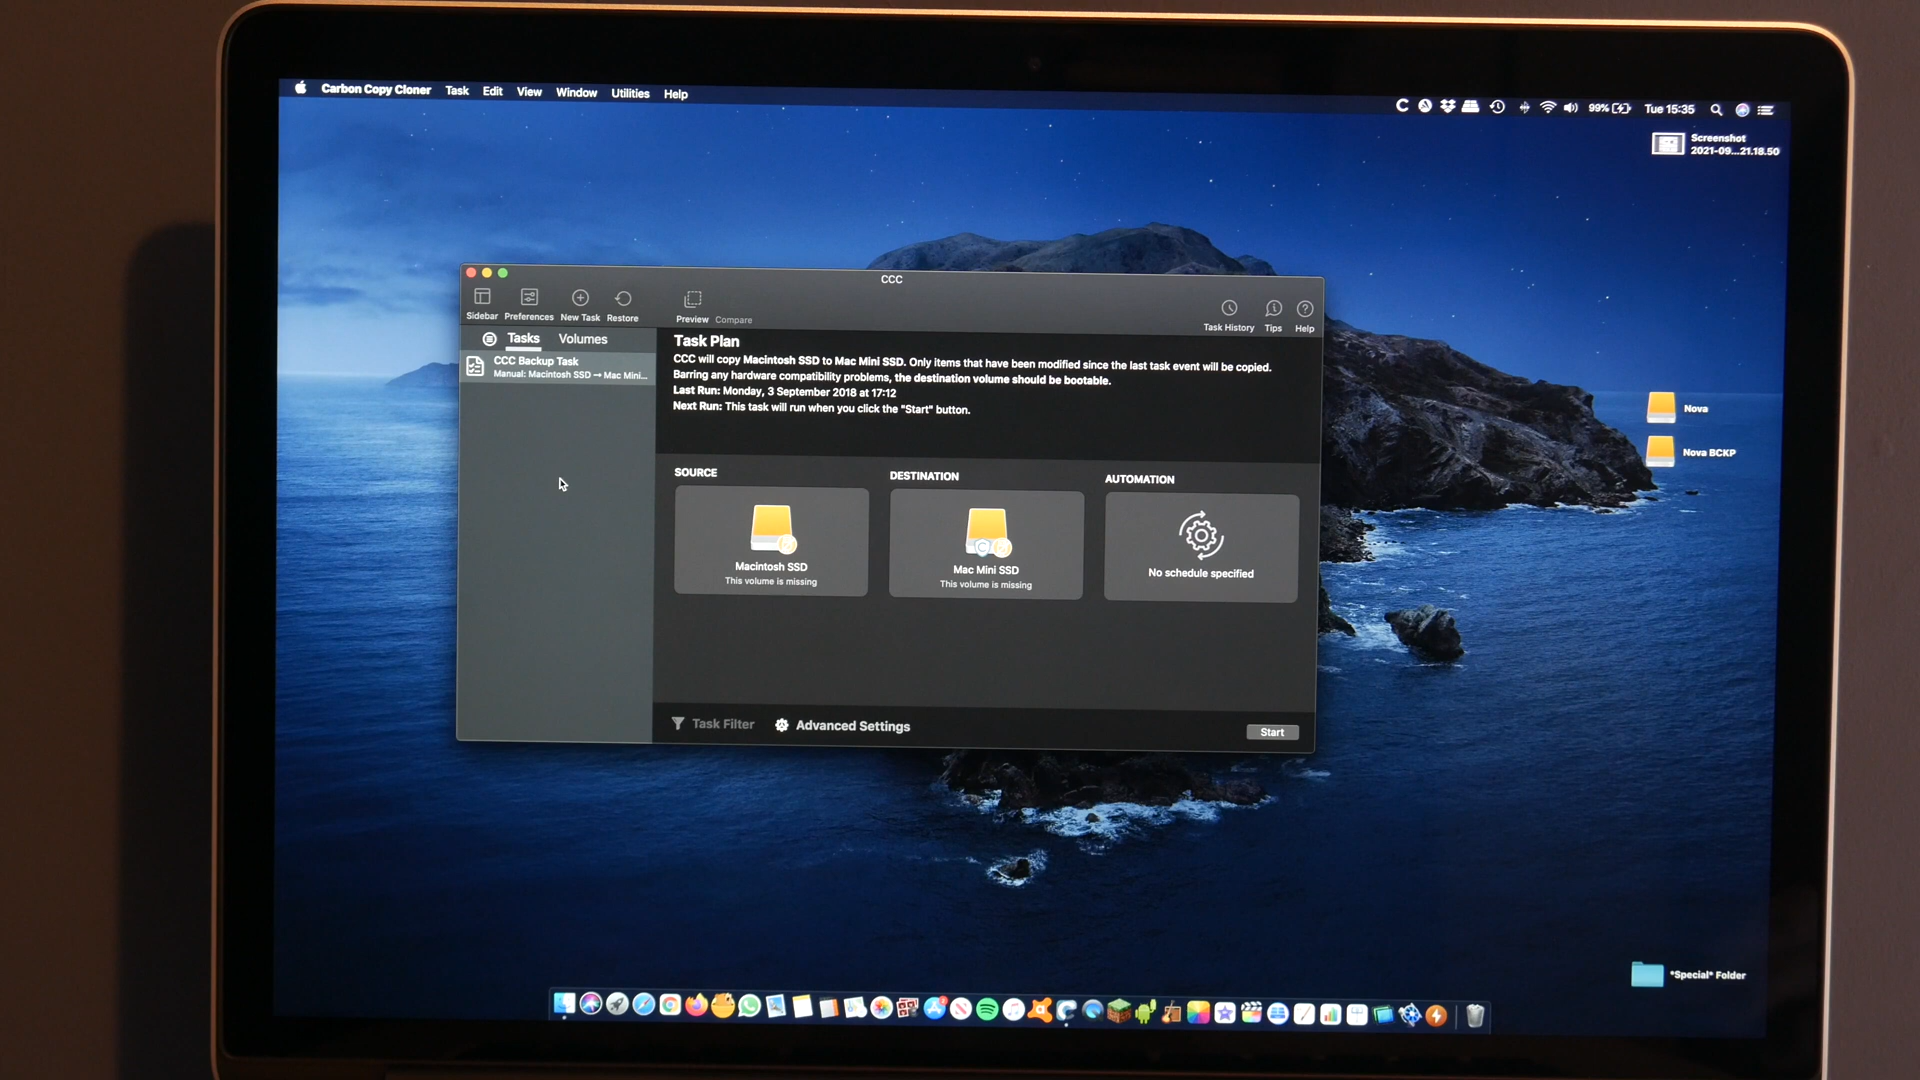 Carbon Copy Cloner Task Edit View Window Utilities Help
99% Tue 15:35
Screenshot
2021-09...21.18.50
CCC
Sidebar Preferences New Task Restore Preview Compare Task History Tips Help
Tasks Volumes
CCC Backup Task
Manual: Macintosh SSD → Mac Mini...
Task Plan
CCC will copy Macintosh SSD to Mac Mini SSD. Only items that have been modified since the last task event will be copied.
Barring any hardware compatibility problems, the destination volume should be bootable.
Last Run: Monday, 3 September 2018 at 17:12
Next Run: This task will run when you click the "Start" button.
SOURCE
Macintosh SSD
This volume is missing
DESTINATION
Mac Mini SSD
This volume is missing
AUTOMATION
No schedule specified
Task Filter Advanced Settings Start
Nova
Nova BCKP
*Special* Folder